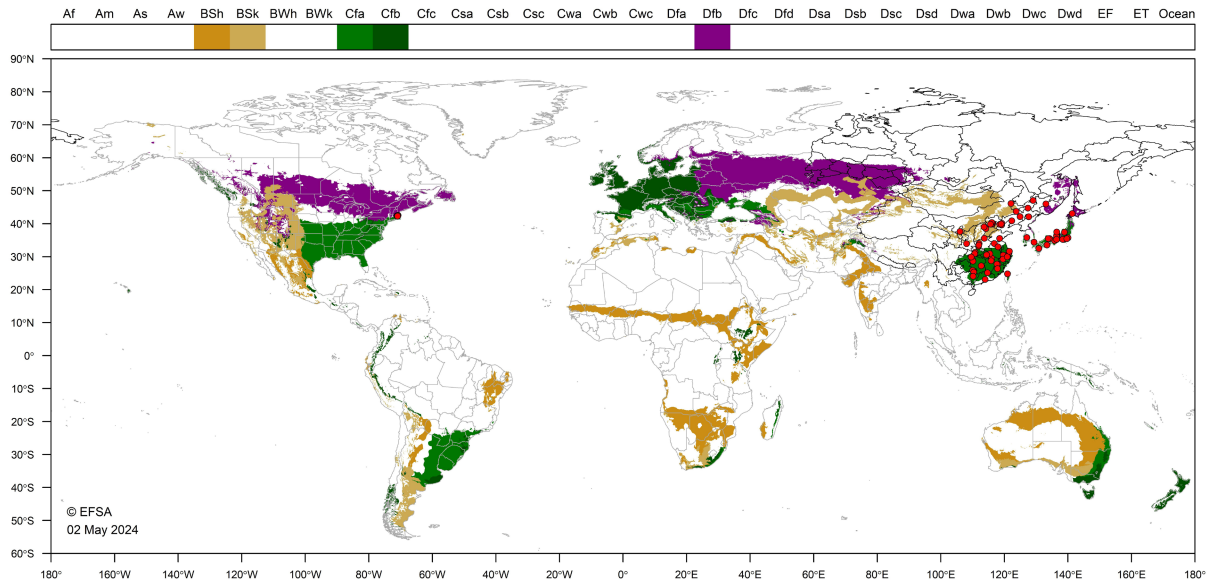 Af Am As Aw BSh BSk BWh BWk Cfa Cfb Cfc Csa Csb Csc Cwa Cwb Cwc Dfa Dfb Dfc Dfd Dsa Dsb Dsc Dsd Dwa Dwb Dwc Dwd EF ET Ocean
90°N
80°N
70°N
60°N
50°N
40°N
30°N
20°N
10°N
0°
10°S
20°S
30°S
40°S
50°S
60°S
© EFSA
02 May 2024
180° 160°W 140°W 120°W 100°W 80°W 60°W 40°W 20°W 0° 20°E 40°E 60°E 80°E 100°E 120°E 140°E 160°E 180°